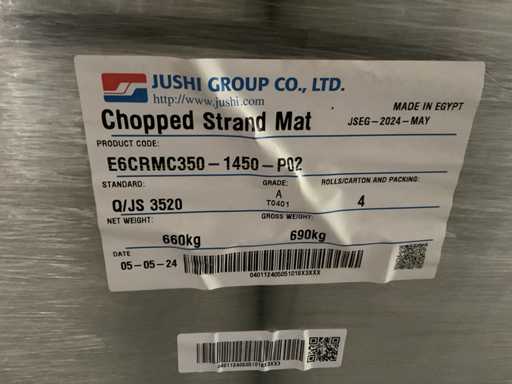 JUSHI GROUP CO., LTD.
http://www.jushi.com
MADE IN EGYPT
Chopped Strand Mat
JSEG-2024-MAY
PRODUCT CODE:
E6CRMC350-1450-P02
STANDARD:
GRADE:
ROLLS/CARTON AND PACKING:
Q/JS 3520
A
T0401
4
NET WEIGHT:
GROSS WEIGHT:
660kg
690kg
DATE
05-05-24
040112405051018X3XXX